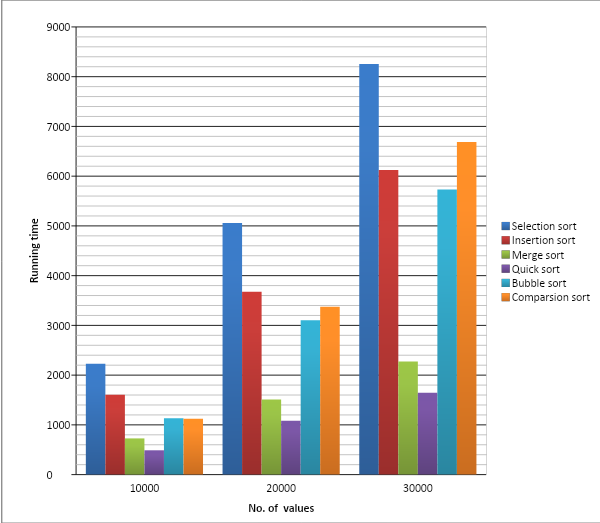 9000
8000
7000
6000
5000
4000
3000
2000
1000
0
Running time
10000
20000
30000
No. of values
Selection sort
Insertion sort
Merge sort
Quick sort
Bubble sort
Comparsion sort